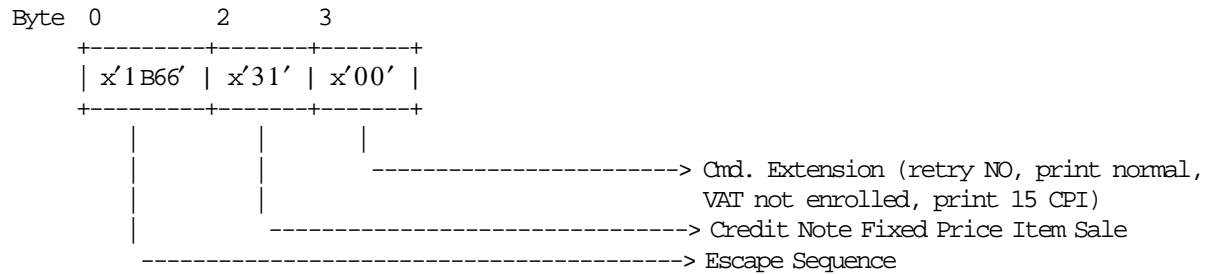 Byte 0 2 3
+---------+-------+-------+
| x'1B66' | x'31' | x'00' |
+---------+-------+-------+
| | |
| | ------------------------> Cmd. Extension (retry NO, print normal,
| | VAT not enrolled, print 15 CPI)
| --------------------------------> Credit Note Fixed Price Item Sale
------------------------------------------> Escape Sequence